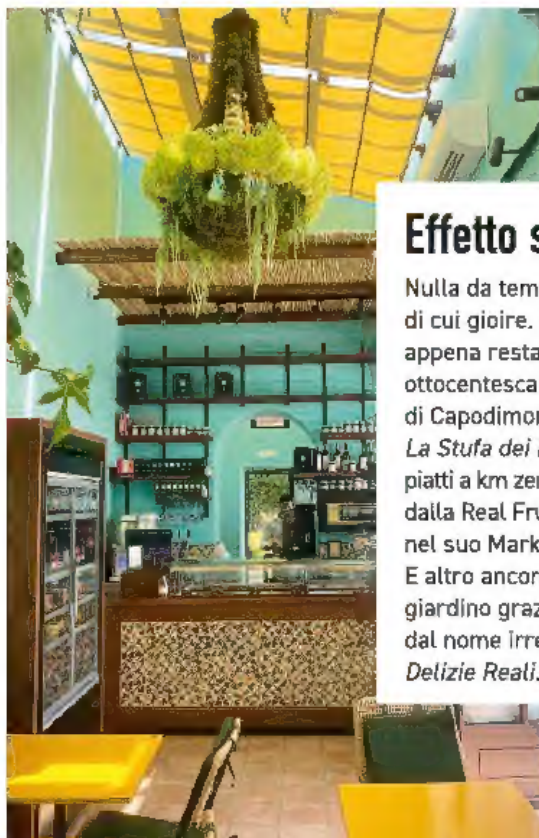 Effetto s
Nulla da tem
di cui gioire.
appena resta
ottocentesca
di Capodimon
La Stufa dei
piatti a km zer
dalla Real Fru
nel suo Mark
E altro ancor
giardino graz
dal nome irre
Delizie Reali.